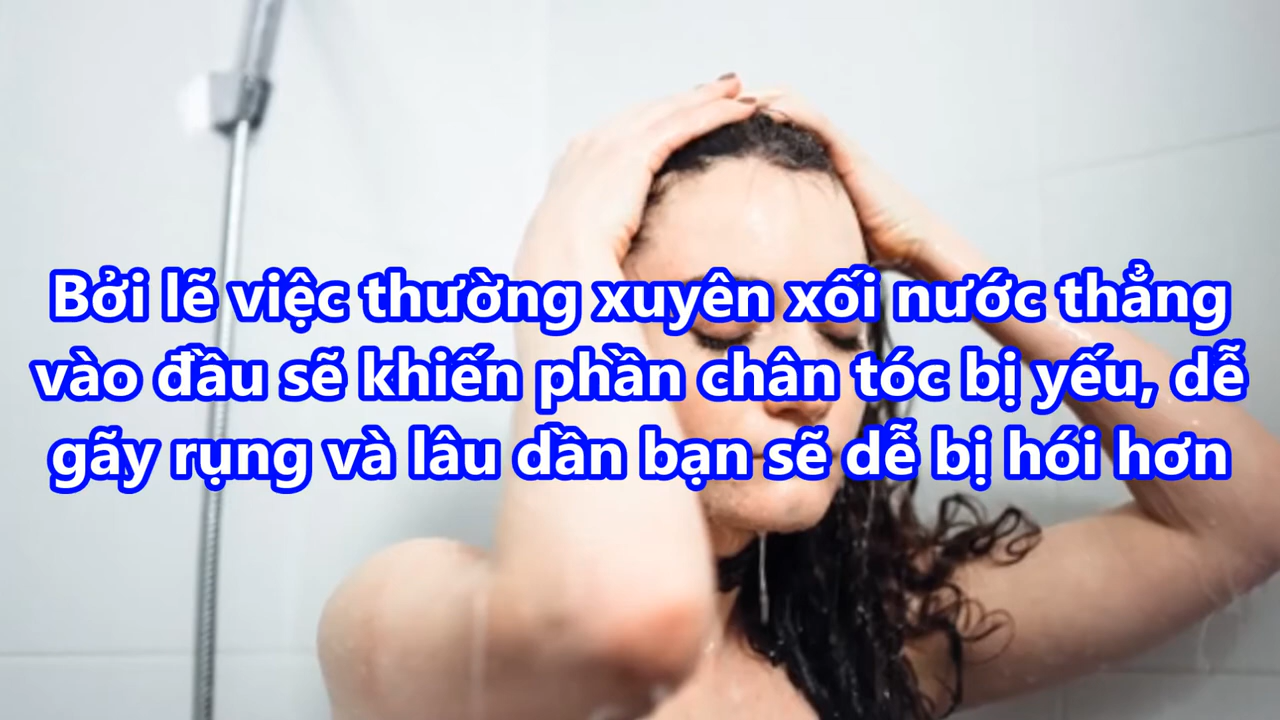 Bởi lẽ việc thường xuyên xối nước thẳng
vào đầu sẽ khiến phần chân tóc bị yếu, dễ
gãy rụng và lâu dần bạn sẽ dễ bị hói hơn